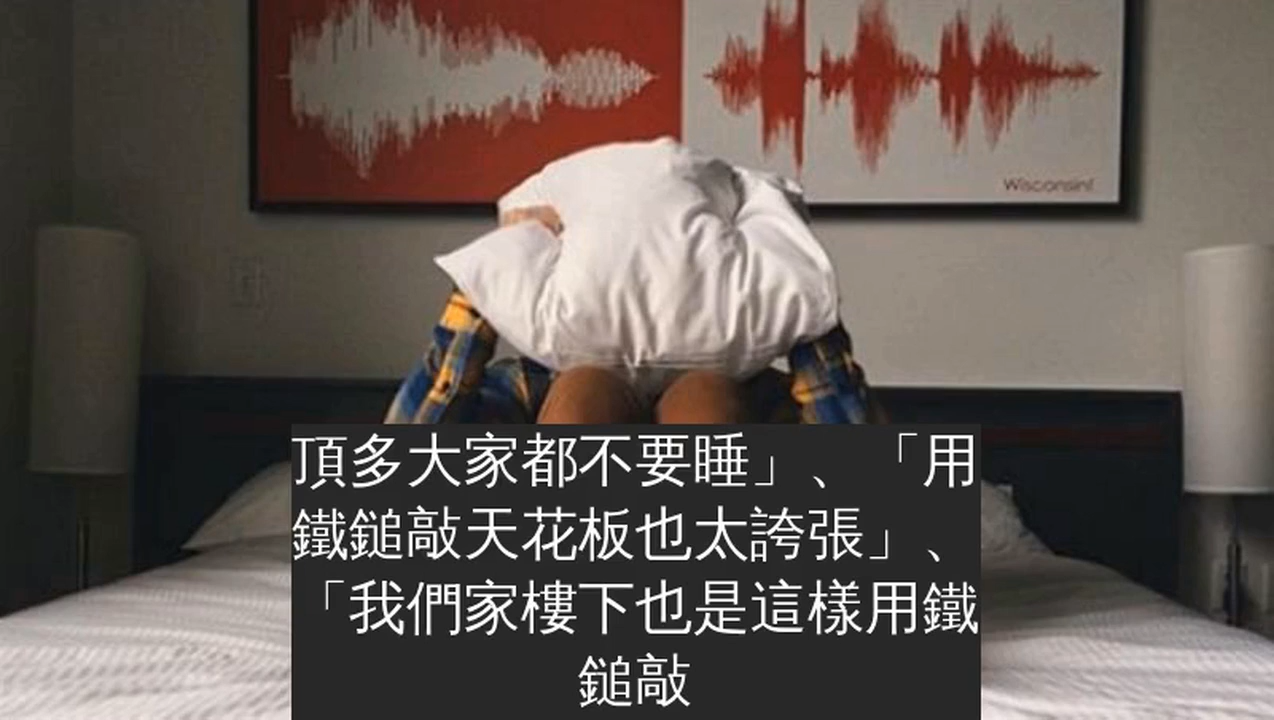 Wisconsin!
頂多大家都不要睡」、「用
鐵鎚敲天花板也太誇張」、
「我們家樓下也是這樣用鐵
鎚敲